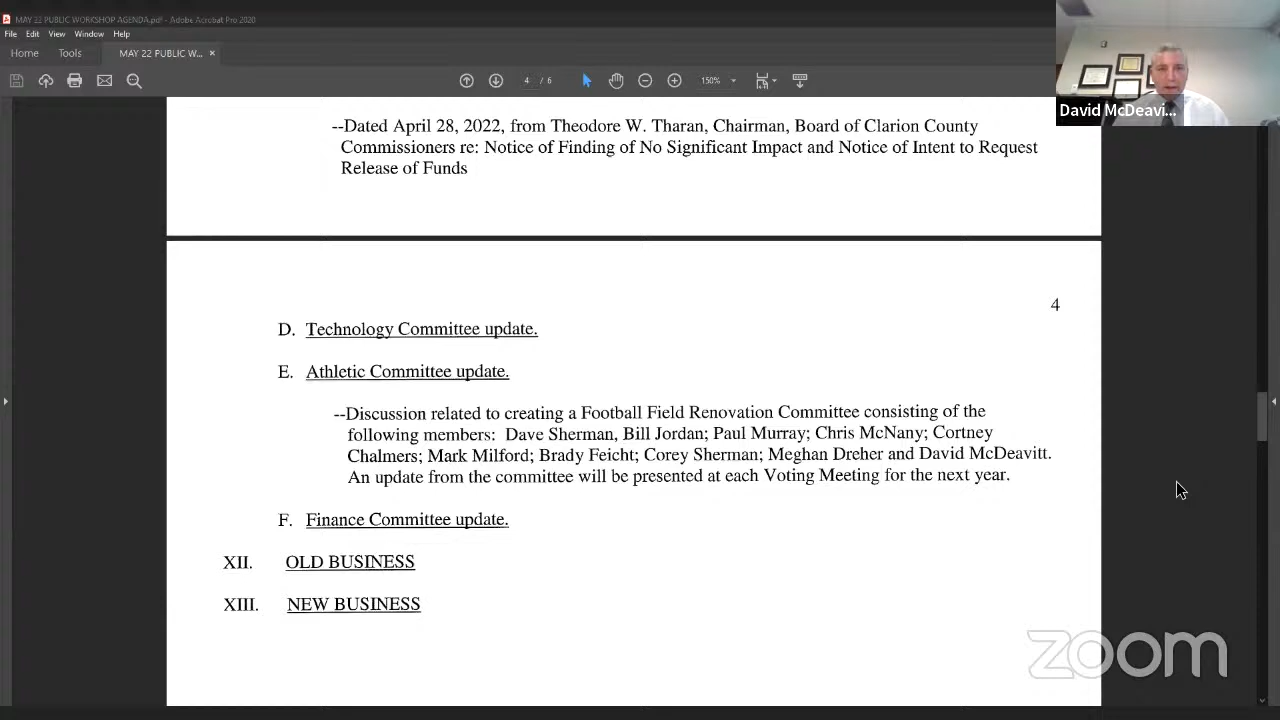 MAY 22 PUBLIC WORKSHOP AGENDA.pdf - Adobe Acrobat Pro 2020
File Edit View Window Help
Home Tools MAY 22 PUBLIC W... ×
4 / 6 150%
David McDeavi...
--Dated April 28, 2022, from Theodore W. Tharan, Chairman, Board of Clarion County
Commissioners re: Notice of Finding of No Significant Impact and Notice of Intent to Request
Release of Funds
4
D. Technology Committee update.
E. Athletic Committee update.
--Discussion related to creating a Football Field Renovation Committee consisting of the
following members: Dave Sherman, Bill Jordan; Paul Murray; Chris McNany; Cortney
Chalmers; Mark Milford; Brady Feicht; Corey Sherman; Meghan Dreher and David McDeavitt.
An update from the committee will be presented at each Voting Meeting for the next year.
F. Finance Committee update.
XII. OLD BUSINESS
XIII. NEW BUSINESS
zoom